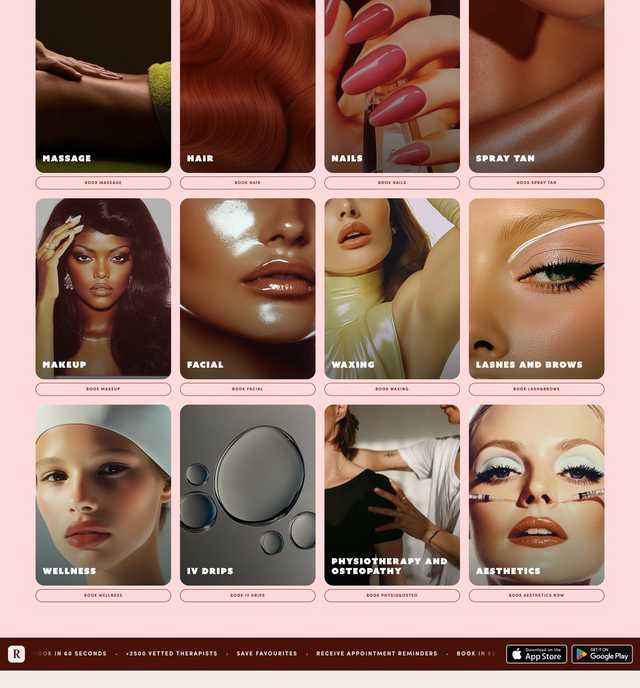 MASSAGE
HAIR
NAILS
SPRAY TAN
BOOK MASSAGE
BOOK HAIR
BOOK NAILS
BOOK SPRAY TAN
MAKEUP
FACIAL
WAXING
LASHES AND BROWS
BOOK MAKEUP
BOOK FACIAL
BOOK WAXING
BOOK LASH&BROWS
WELLNESS
IV DRIPS
PHYSIOTHERAPY AND
OSTEOPATHY
AESTHETICS
BOOK WELLNESS
BOOK IV DRIPS
BOOK PHYSIO&OSTEO
BOOK AESTHETICS NOW
R
BOOK IN 60 SECONDS • +2500 VETTED THERAPISTS • SAVE FAVOURITES • RECEIVE APPOINTMENT REMINDERS • BOOK IN 60
Download on the
App Store
GET IT ON
Google Play